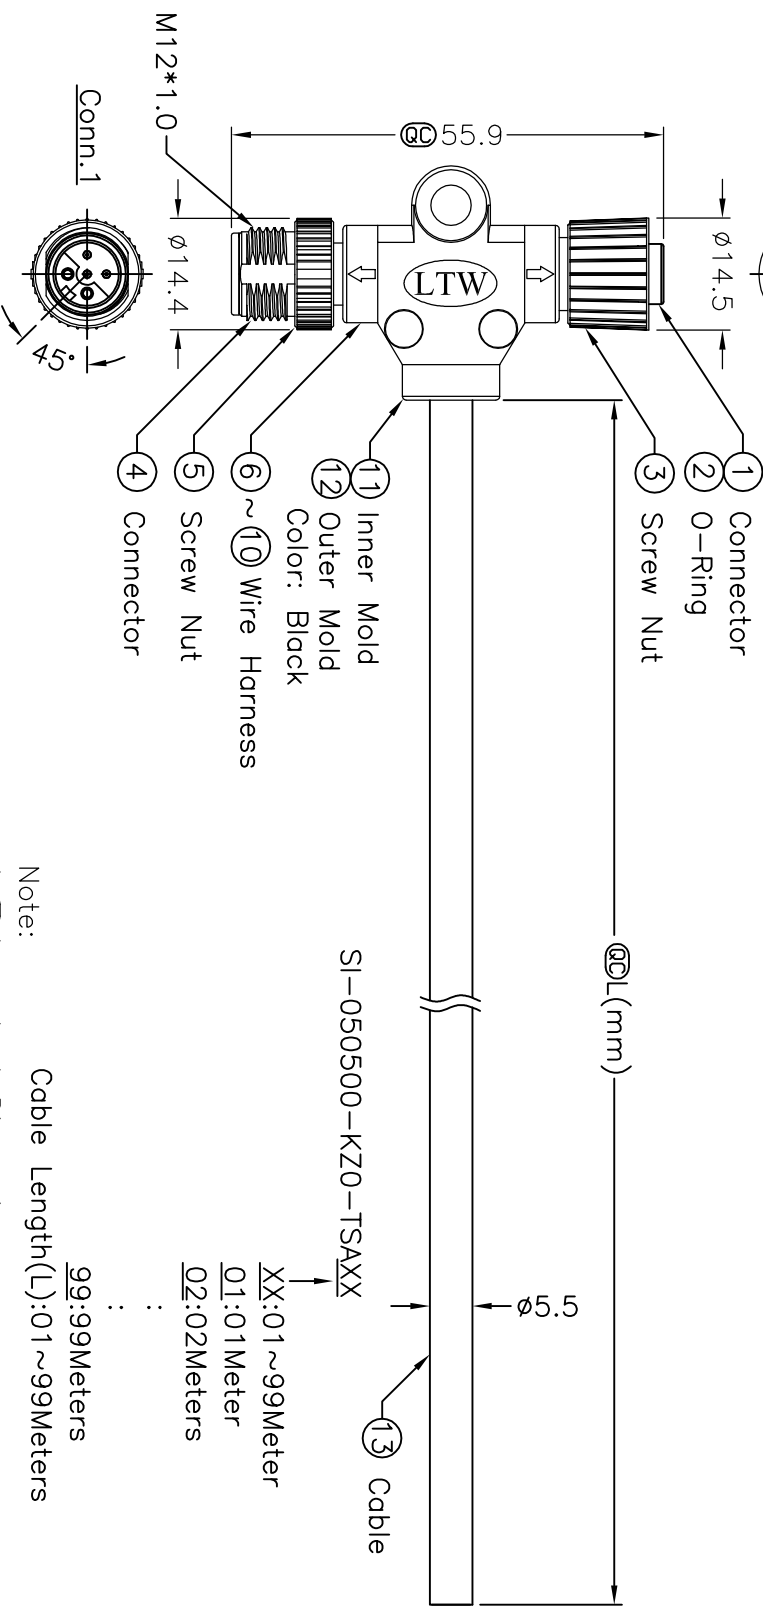 Conn.1
M12*1.0
QC 55.9
ø14.4
ø14.5
45°
LTW
1 Connector
2 O-Ring
3 Screw Nut
11 Inner Mold
12 Outer Mold
Color: Black
6 ~ 10 Wire Harness
5 Screw Nut
4 Connector
QC L(mm)
ø5.5
13 Cable
SI-050500-KZ0-TSAXX
XX:01~99Meter
01:01Meter
02:02Meters
:
:
99:99Meters
Cable Length(L):01~99Meters
Note: